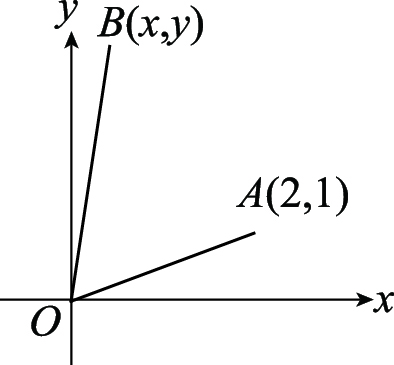 y
B(x,y)
A(2,1)
O
x